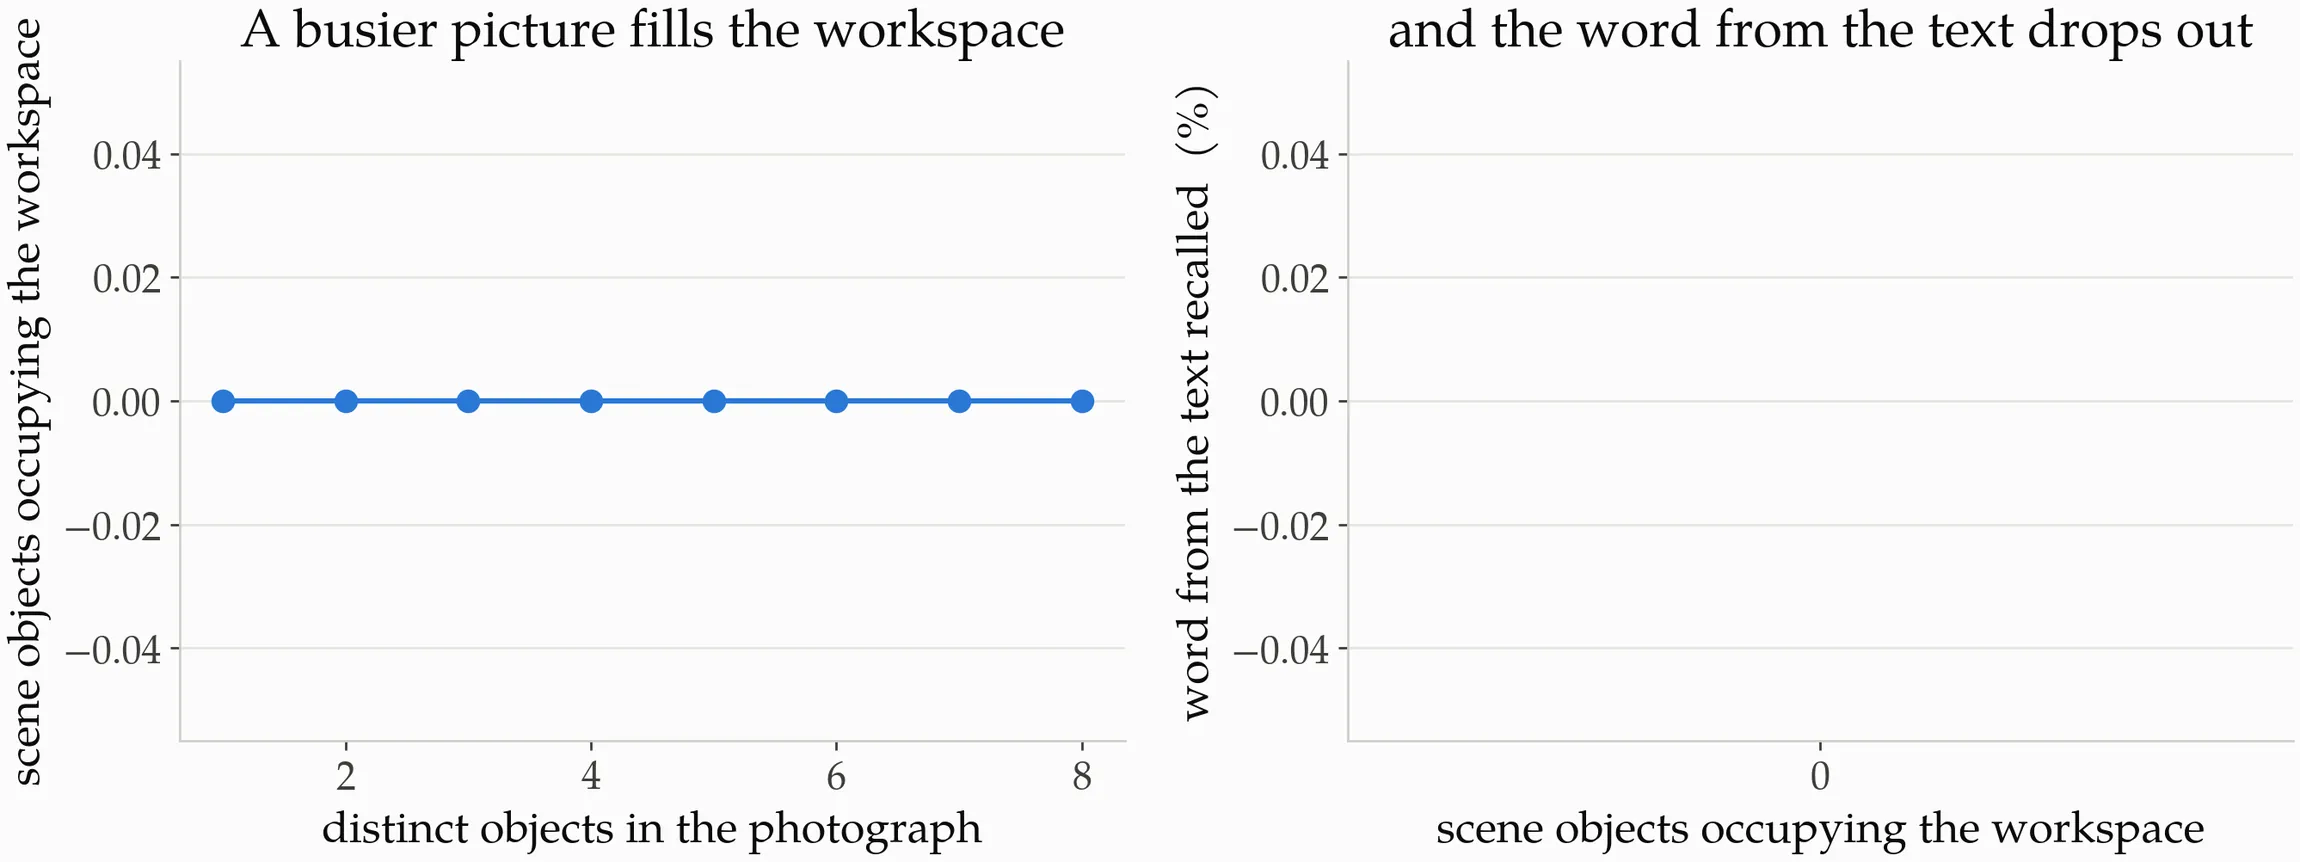 A busier picture fills the workspace
scene objects occupying the workspace
0.04
0.02
0.00
−0.02
−0.04
2 4 6 8
distinct objects in the photograph
and the word from the text drops out
word from the text recalled (%)
0.04
0.02
0.00
−0.02
−0.04
0
scene objects occupying the workspace